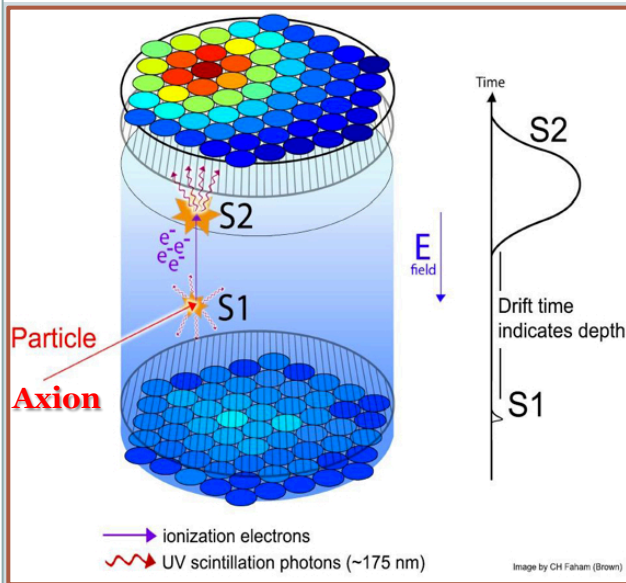 Time
S2
S2
e-
e- e-
e-
E
field
S1
Drift time
indicates depth
Particle
Axion
S1
ionization electrons
UV scintillation photons (~175 nm)
Image by CH Faham (Brown)